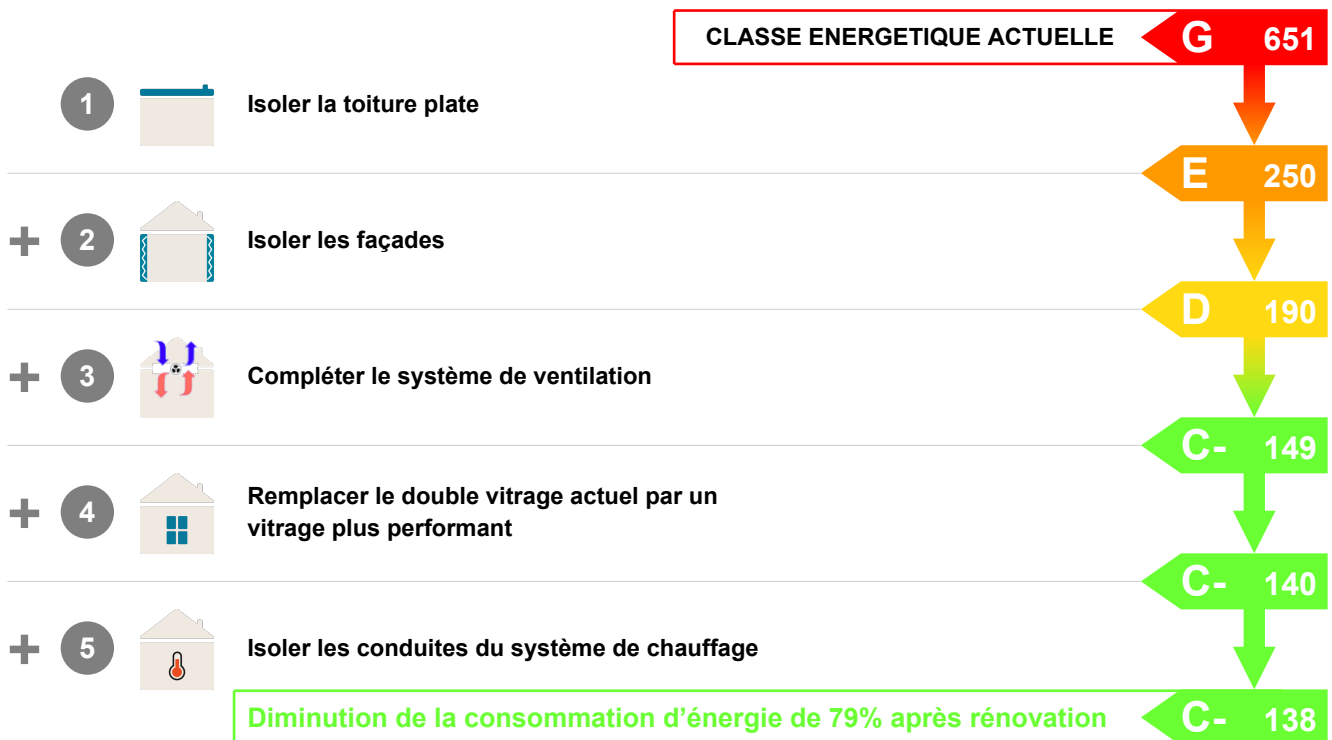 CLASSE ENERGETIQUE ACTUELLE G 651
1 Isoler la toiture plate
E 250
+ 2 Isoler les façades
D 190
+ 3 Compléter le système de ventilation
C- 149
+ 4 Remplacer le double vitrage actuel par un
vitrage plus performant
C- 140
+ 5 Isoler les conduites du système de chauffage
Diminution de la consommation d’énergie de 79% après rénovation C- 138